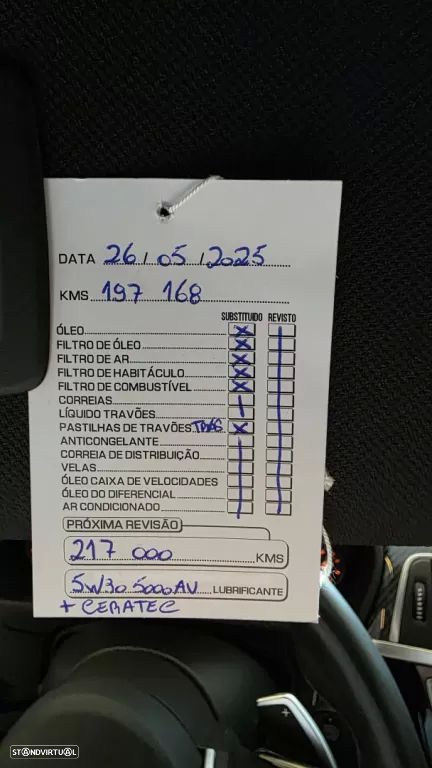 DATA 26/05/2025
KMS 197 168
SUBSTITUIDO REVISTO
ÓLEO X
FILTRO DE ÓLEO X
FILTRO DE AR X
FILTRO DE HABITÁCULO X
FILTRO DE COMBUSTÍVEL X
CORREIAS
LÍQUIDO TRAVÕES
PASTILHAS DE TRAVÕES X
ANTICONGELANTE
CORREIA DE DISTRIBUIÇÃO
VELAS
ÓLEO CAIXA DE VELOCIDADES
ÓLEO DO DIFERENCIAL
AR CONDICIONADO
PRÓXIMA REVISÃO
217 000 KMS
5W30 5000AV LUBRIFICANTE
+ CERATEC
STANDVIRTUAL